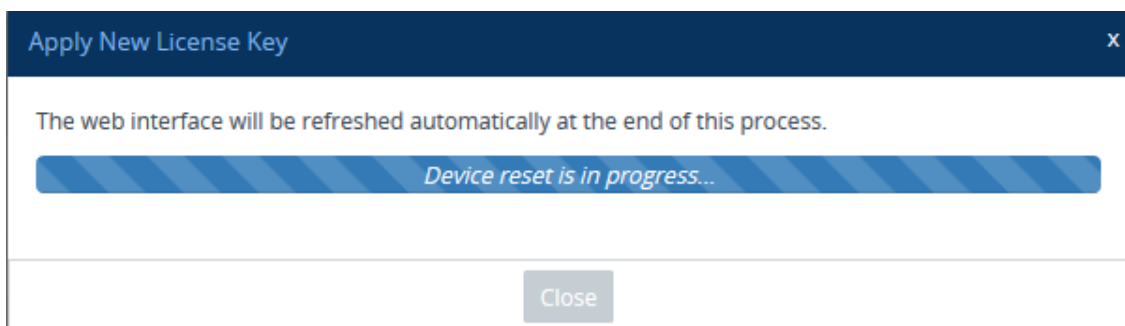 Apply New License Key x
The web interface will be refreshed automatically at the end of this process.
Device reset is in progress...
Close